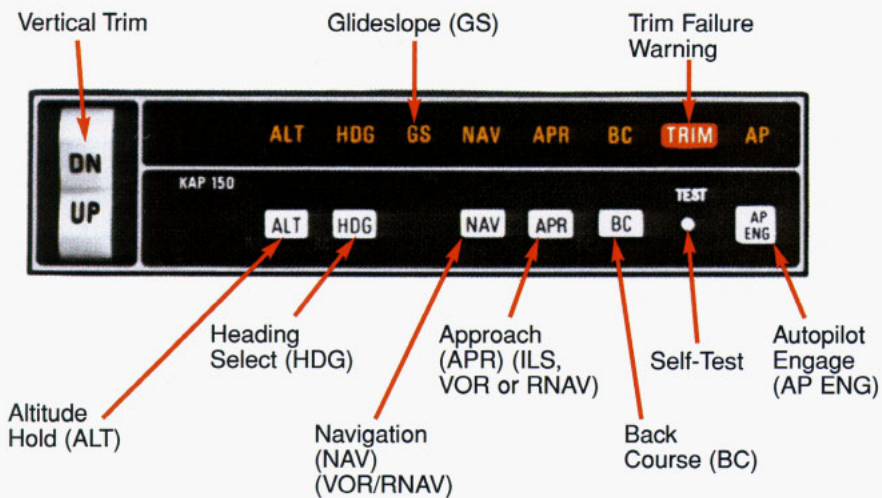 Vertical Trim
Glideslope (GS)
Trim Failure
Warning
ALT HDG GS NAV APR BC TRIM AP
DN
UP
KAP 150
TEST
ALT HDG NAV APR BC AP
ENG
Heading
Select (HDG)
Approach
(APR) (ILS,
VOR or RNAV)
Self-Test
Autopilot
Engage
(AP ENG)
Altitude
Hold (ALT)
Navigation
(NAV)
(VOR/RNAV)
Back
Course (BC)